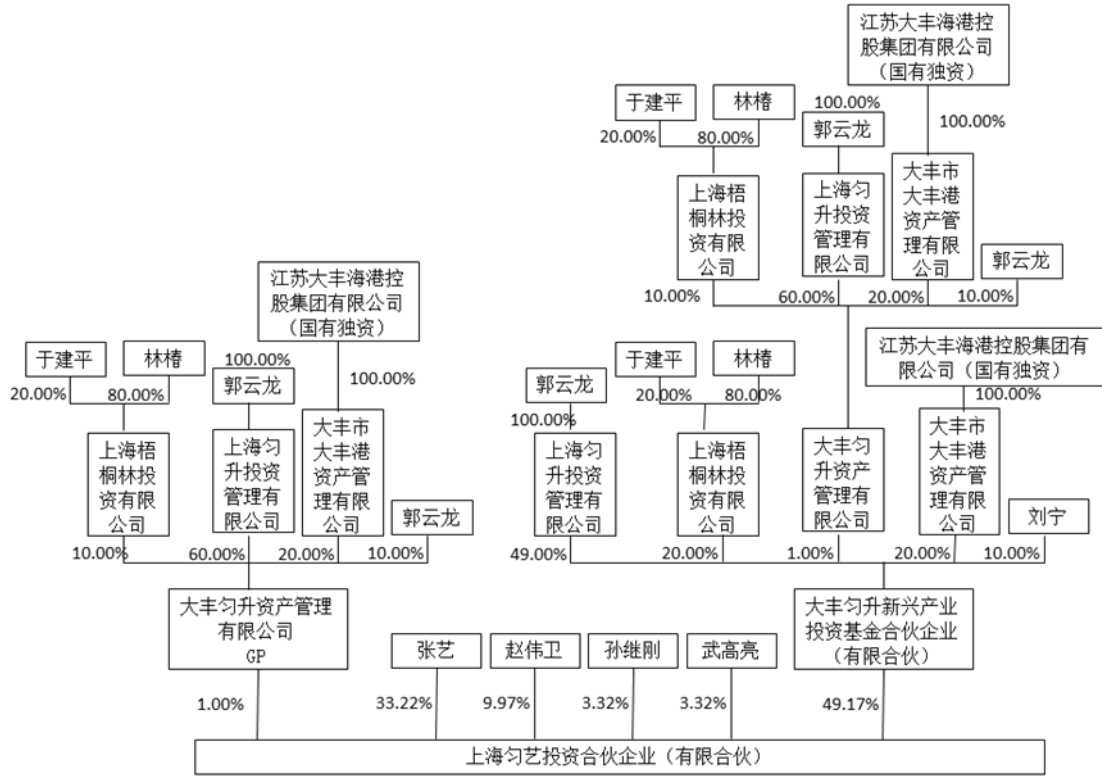 江苏大丰海港控
股集团有限公司
（国有独资）
于建平
林椿
100.00%
20.00%
80.00%
郭云龙
100.00%
上海梧
桐林投
资有限
公司
上海匀
升投资
管理有
限公司
大丰市
大丰港
资产管
理有限
公司
郭云龙
10.00%
60.00%
20.00%
10.00%
江苏大丰海港控
股集团有限公司
（国有独资）
于建平
林椿
100.00%
20.00%
80.00%
郭云龙
100.00%
上海梧
桐林投
资有限
公司
上海匀
升投资
管理有
限公司
大丰市
大丰港
资产管
理有限
公司
郭云龙
10.00%
60.00%
20.00%
10.00%
江苏大丰海港控股集团有
限公司（国有独资）
郭云龙
于建平
林椿
100.00%
20.00%
80.00%
100.00%
上海匀
升投资
管理有
限公司
上海梧
桐林投
资有限
公司
大丰匀
升资产
管理有
限公司
大丰市
大丰港
资产管
理有限
公司
刘宁
49.00%
20.00%
1.00%
20.00%
10.00%
大丰匀升资产管理
有限公司
GP
张艺
赵伟卫
孙继刚
武高亮
大丰匀升新兴产业
投资基金合伙企业
（有限合伙）
1.00%
33.22%
9.97%
3.32%
3.32%
49.17%
上海匀艺投资合伙企业（有限合伙）